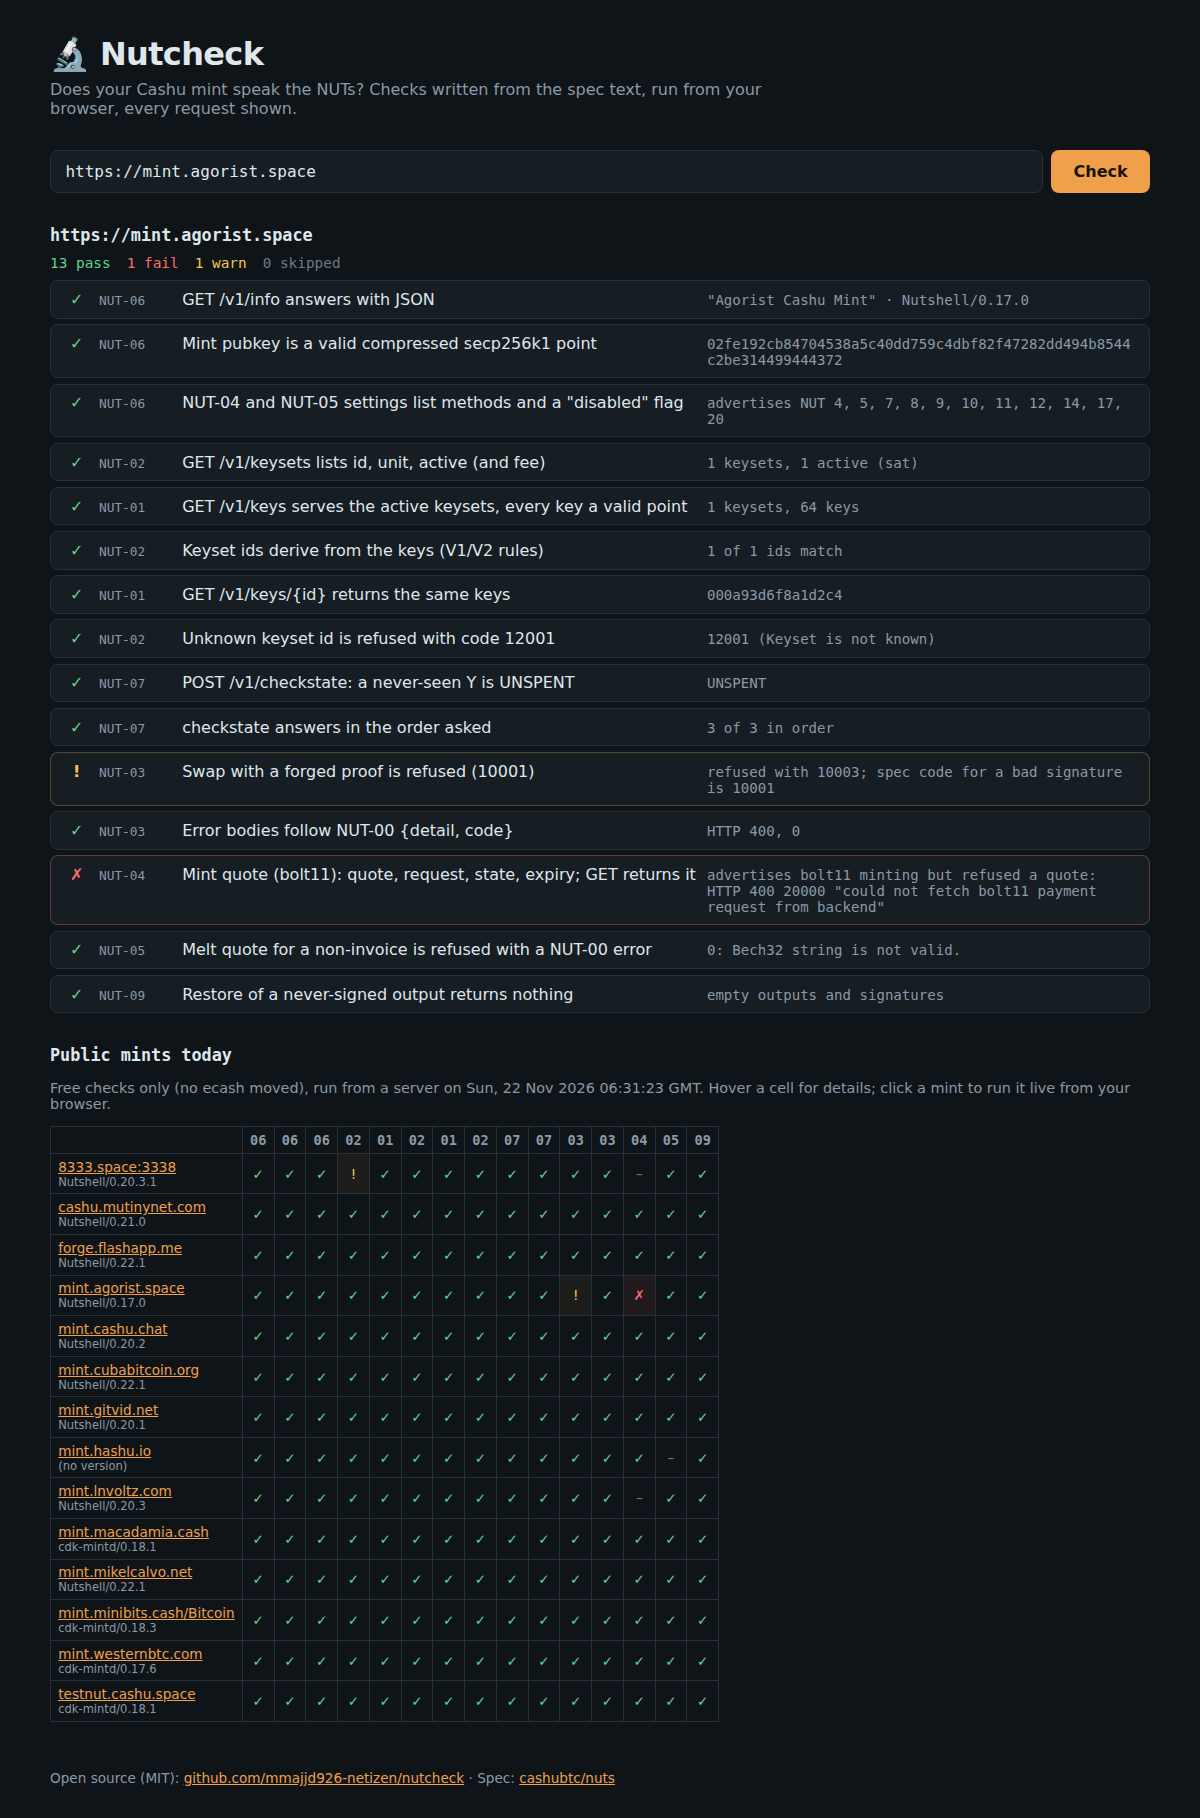 🔬 Nutcheck
Does your Cashu mint speak the NUTs? Checks written from the spec text, run from your
browser, every request shown.
https://mint.agorist.space
Check
https://mint.agorist.space
13 pass 1 fail 1 warn 0 skipped
✓ NUT-06 GET /v1/info answers with JSON "Agorist Cashu Mint" · Nutshell/0.17.0
✓ NUT-06 Mint pubkey is a valid compressed secp256k1 point 02fe192cb84704538a5c40dd759c4dbf82f47282dd494b8544
c2be314499444372
✓ NUT-06 NUT-04 and NUT-05 settings list methods and a "disabled" flag advertises NUT 4, 5, 7, 8, 9, 10, 11, 12, 14, 17,
20
✓ NUT-02 GET /v1/keysets lists id, unit, active (and fee) 1 keysets, 1 active (sat)
✓ NUT-01 GET /v1/keys serves the active keysets, every key a valid point 1 keysets, 64 keys
✓ NUT-02 Keyset ids derive from the keys (V1/V2 rules) 1 of 1 ids match
✓ NUT-01 GET /v1/keys/{id} returns the same keys 000a93d6f8a1d2c4
✓ NUT-02 Unknown keyset id is refused with code 12001 12001 (Keyset is not known)
✓ NUT-07 POST /v1/checkstate: a never-seen Y is UNSPENT UNSPENT
✓ NUT-07 checkstate answers in the order asked 3 of 3 in order
! NUT-03 Swap with a forged proof is refused (10001) refused with 10003; spec code for a bad signature
is 10001
✓ NUT-03 Error bodies follow NUT-00 {detail, code} HTTP 400, 0
✗ NUT-04 Mint quote (bolt11): quote, request, state, expiry; GET returns it advertises bolt11 minting but refused a quote:
HTTP 400 20000 "could not fetch bolt11 payment
request from backend"
✓ NUT-05 Melt quote for a non-invoice is refused with a NUT-00 error 0: Bech32 string is not valid.
✓ NUT-09 Restore of a never-signed output returns nothing empty outputs and signatures
Public mints today
Free checks only (no ecash moved), run from a server on Sun, 22 Nov 2026 06:31:23 GMT. Hover a cell for details; click a mint to run it live from your
browser.
06 06 06 02 01 02 01 02 07 07 03 03 04 05 09
8333.space:3338 ✓ ✓ ✓ ! ✓ ✓ ✓ ✓ ✓ ✓ ✓ ✓ – ✓ ✓
Nutshell/0.20.3.1
cashu.mutinynet.com ✓ ✓ ✓ ✓ ✓ ✓ ✓ ✓ ✓ ✓ ✓ ✓ ✓ ✓ ✓
Nutshell/0.21.0
forge.flashapp.me ✓ ✓ ✓ ✓ ✓ ✓ ✓ ✓ ✓ ✓ ✓ ✓ ✓ ✓ ✓
Nutshell/0.22.1
mint.agorist.space ✓ ✓ ✓ ✓ ✓ ✓ ✓ ✓ ✓ ✓ ! ✓ ✗ ✓ ✓
Nutshell/0.17.0
mint.cashu.chat ✓ ✓ ✓ ✓ ✓ ✓ ✓ ✓ ✓ ✓ ✓ ✓ ✓ ✓ ✓
Nutshell/0.20.2
mint.cubabitcoin.org ✓ ✓ ✓ ✓ ✓ ✓ ✓ ✓ ✓ ✓ ✓ ✓ ✓ ✓ ✓
Nutshell/0.22.1
mint.gitvid.net ✓ ✓ ✓ ✓ ✓ ✓ ✓ ✓ ✓ ✓ ✓ ✓ ✓ ✓ ✓
Nutshell/0.20.1
mint.hashu.io ✓ ✓ ✓ ✓ ✓ ✓ ✓ ✓ ✓ ✓ ✓ ✓ ✓ – ✓
(no version)
mint.lnvoltz.com ✓ ✓ ✓ ✓ ✓ ✓ ✓ ✓ ✓ ✓ ✓ ✓ – ✓ ✓
Nutshell/0.20.3
mint.macadamia.cash ✓ ✓ ✓ ✓ ✓ ✓ ✓ ✓ ✓ ✓ ✓ ✓ ✓ ✓ ✓
cdk-mintd/0.18.1
mint.mikelcalvo.net ✓ ✓ ✓ ✓ ✓ ✓ ✓ ✓ ✓ ✓ ✓ ✓ ✓ ✓ ✓
Nutshell/0.22.1
mint.minibits.cash/Bitcoin ✓ ✓ ✓ ✓ ✓ ✓ ✓ ✓ ✓ ✓ ✓ ✓ ✓ ✓ ✓
cdk-mintd/0.18.3
mint.westernbtc.com ✓ ✓ ✓ ✓ ✓ ✓ ✓ ✓ ✓ ✓ ✓ ✓ ✓ ✓ ✓
cdk-mintd/0.17.6
testnut.cashu.space ✓ ✓ ✓ ✓ ✓ ✓ ✓ ✓ ✓ ✓ ✓ ✓ ✓ ✓ ✓
cdk-mintd/0.18.1
Open source (MIT): github.com/mmajjd926-netizen/nutcheck · Spec: cashubtc/nuts